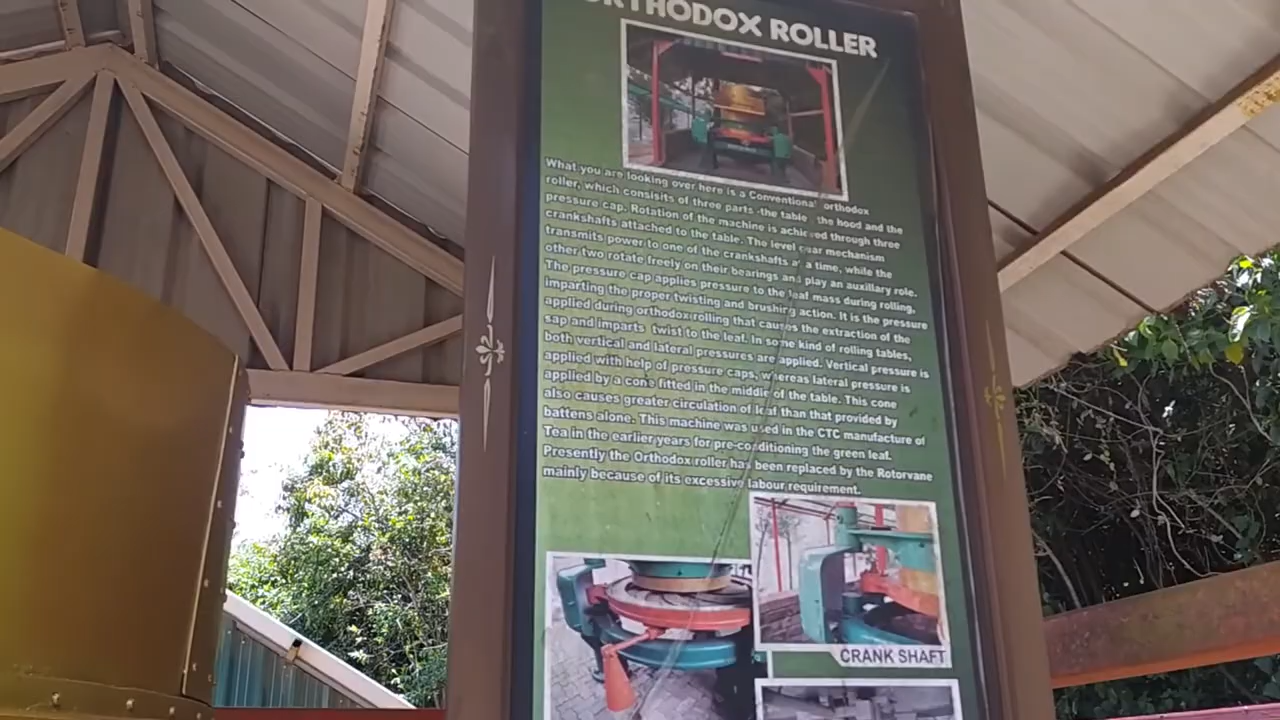 ORTHODOX ROLLER
What you are looking over here is a Conventional orthodox
roller, which consisits of three parts -the table the hood and the
pressure cap. Rotation of the machine is achieved through three
crankshafts attached to the table. The level gear mechanism
transmits power to one of the crankshafts at a time, while the
other two rotate freely on their bearings and play an auxillary role.
The pressure cap applies pressure to the leaf mass during rolling,
imparting the proper twisting and brushing action. It is the pressure
applied during orthodox rolling that causes the extraction of the
sap and imparts twist to the leaf. In some kind of rolling tables,
both vertical and lateral pressures are applied. Vertical pressure is
applied with help of pressure caps, whereas lateral pressure is
applied by a cone fitted in the middle of the table. This cone
also causes greater circulation of leaf than that provided by
battens alone. This machine was used in the CTC manufacture of
Tea in the earlier years for pre-conditioning the green leaf.
Presently the Orthodox roller has been replaced by the Rotorvane
mainly because of its excessive labour requirement.
CRANK SHAFT